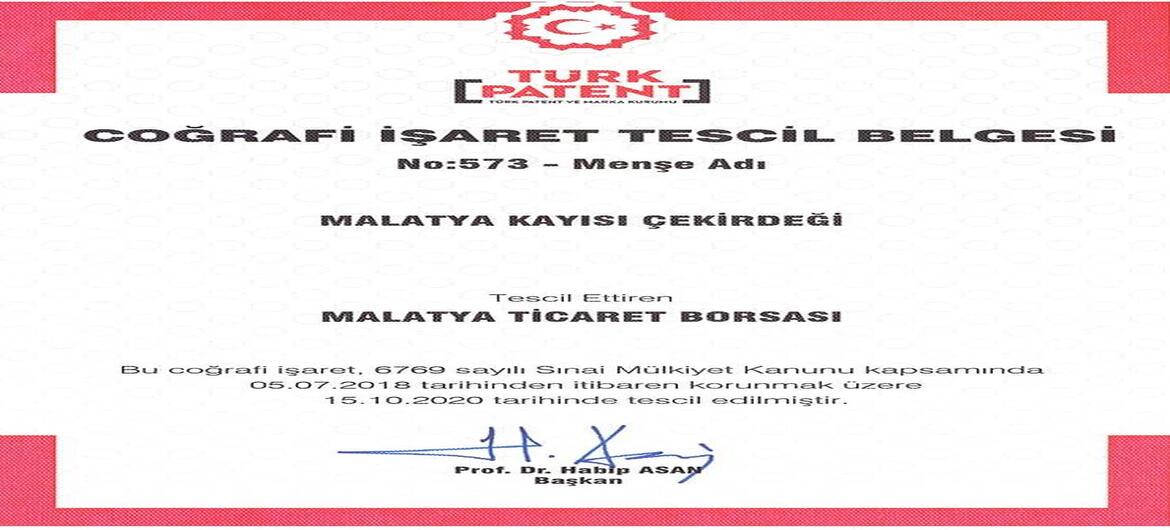 TÜRK
PATENT
TÜRK PATENT VE MARKA KURUMU
COĞRAFİ İŞARET TESCİL BELGESİ
No:573 – Menşe Adı
MALATYA KAYISI ÇEKİRDEĞİ
Tescil Ettiren
MALATYA TİCARET BORSASI
Bu coğrafi işaret, 6769 sayılı Sınai Mülkiyet Kanunu kapsamında
05.07.2018 tarihinden itibaren korunmak üzere
15.10.2020 tarihinde tescil edilmiştir.
Prof. Dr. Habip ASAN
Başkan